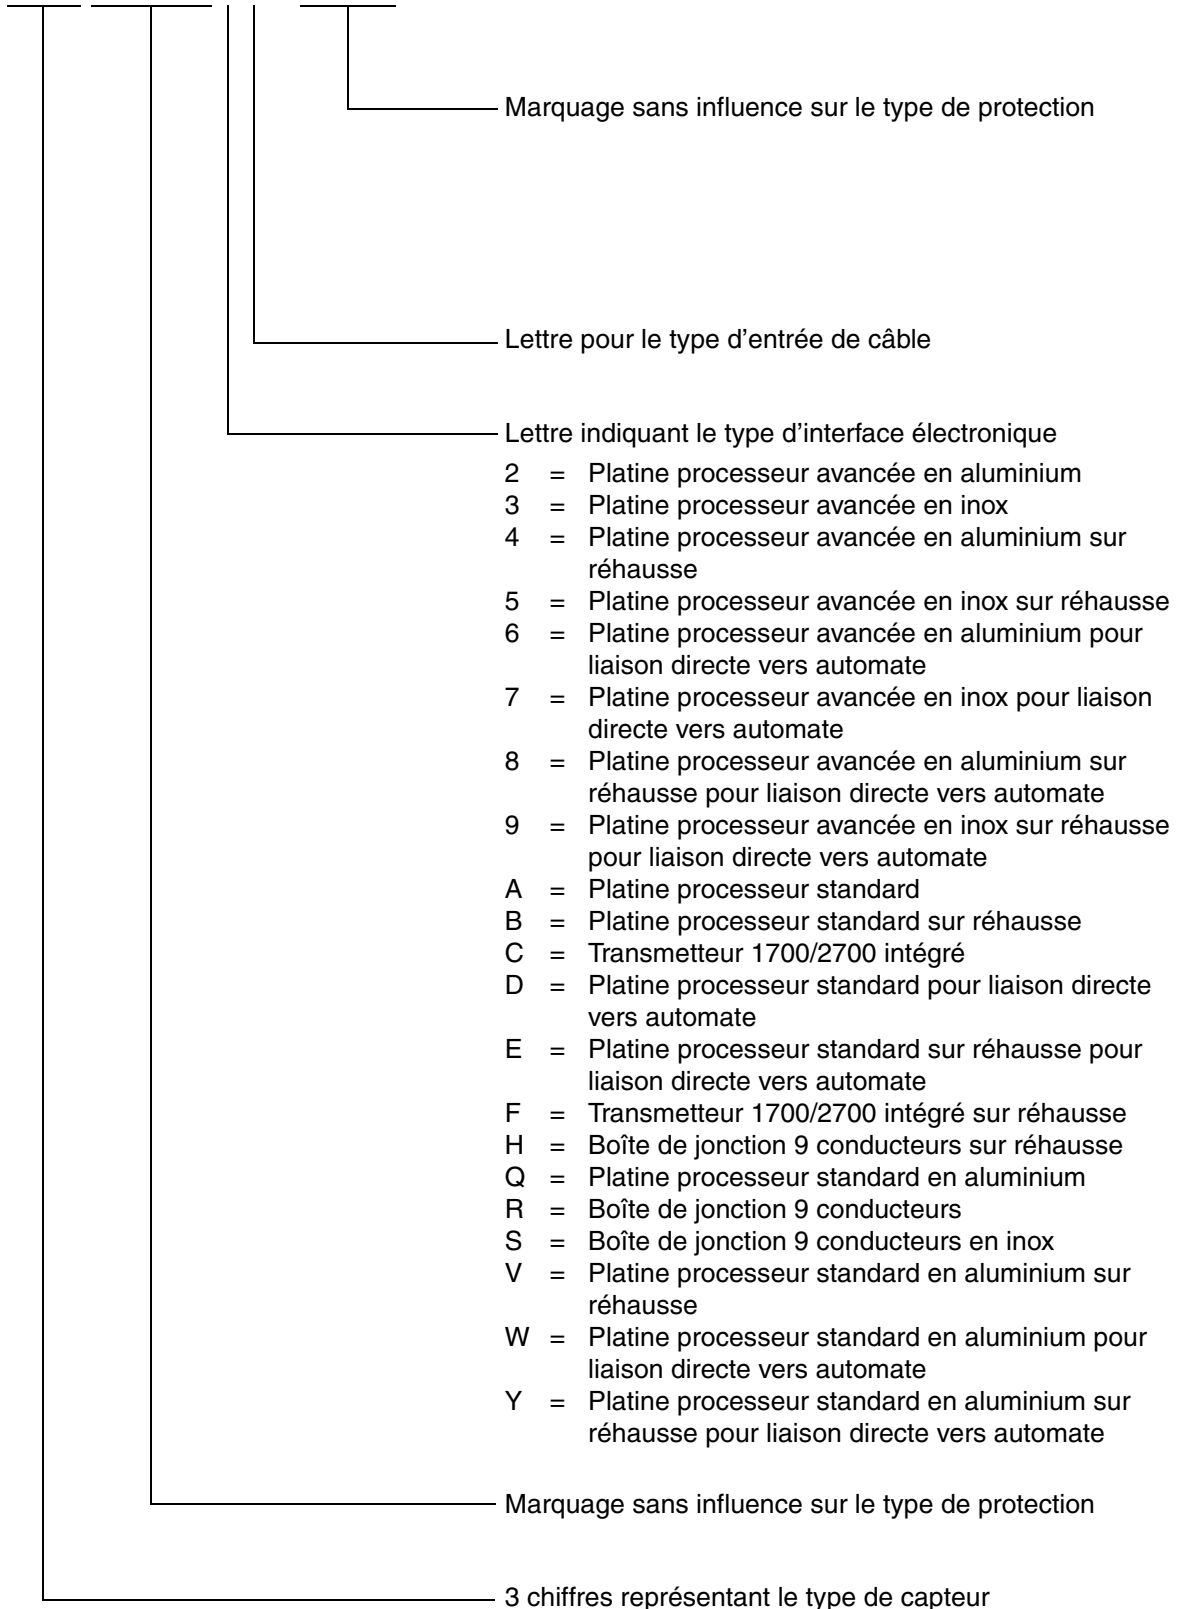 Marquage sans influence sur le type de protection
Lettre pour le type d'entrée de câble
Lettre indiquant le type d'interface électronique
2 = Platine processeur avancée en aluminium
3 = Platine processeur avancée en inox
4 = Platine processeur avancée en aluminium sur
réhausse
5 = Platine processeur avancée en inox sur réhausse
6 = Platine processeur avancée en aluminium pour
liaison directe vers automate
7 = Platine processeur avancée en inox pour liaison
directe vers automate
8 = Platine processeur avancée en aluminium sur
réhausse pour liaison directe vers automate
9 = Platine processeur avancée en inox sur réhausse
pour liaison directe vers automate
A = Platine processeur standard
B = Platine processeur standard sur réhausse
C = Transmetteur 1700/2700 intégré
D = Platine processeur standard pour liaison directe
vers automate
E = Platine processeur standard sur réhausse pour
liaison directe vers automate
F = Transmetteur 1700/2700 intégré sur réhausse
H = Boîte de jonction 9 conducteurs sur réhausse
Q = Platine processeur standard en aluminium
R = Boîte de jonction 9 conducteurs
S = Boîte de jonction 9 conducteurs en inox
V = Platine processeur standard en aluminium sur
réhausse
W = Platine processeur standard en aluminium pour
liaison directe vers automate
Y = Platine processeur standard en aluminium sur
réhausse pour liaison directe vers automate
Marquage sans influence sur le type de protection
3 chiffres représentant le type de capteur